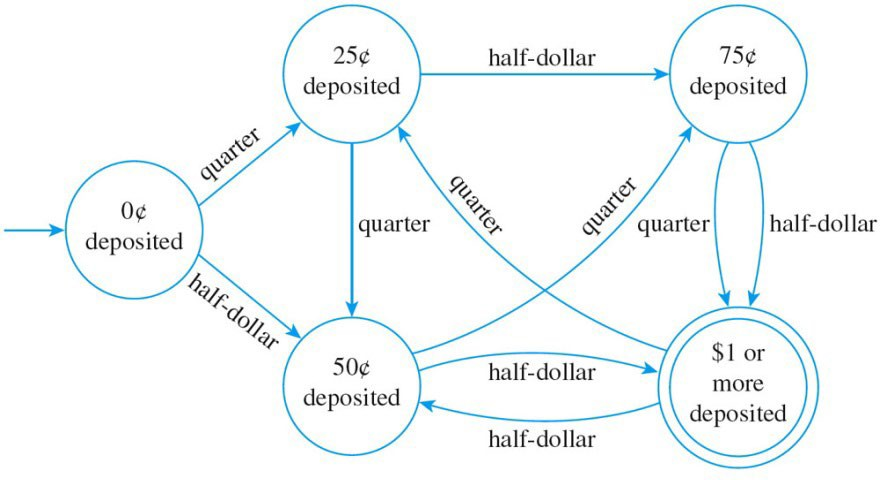 25¢
deposited
half-dollar
75¢
deposited
quarter
0¢
deposited
quarter
quarter
quarter
quarter
half-dollar
half-dollar
50¢
deposited
half-dollar
half-dollar
$1 or
more
deposited